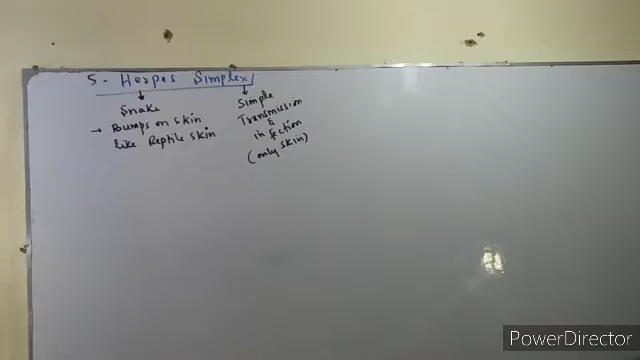 5 - Herpes Simplex
Snake
→ Bumps on skin
like Reptile skin
Simple
Transmission
&
infection
(only skin)
PowerDirector